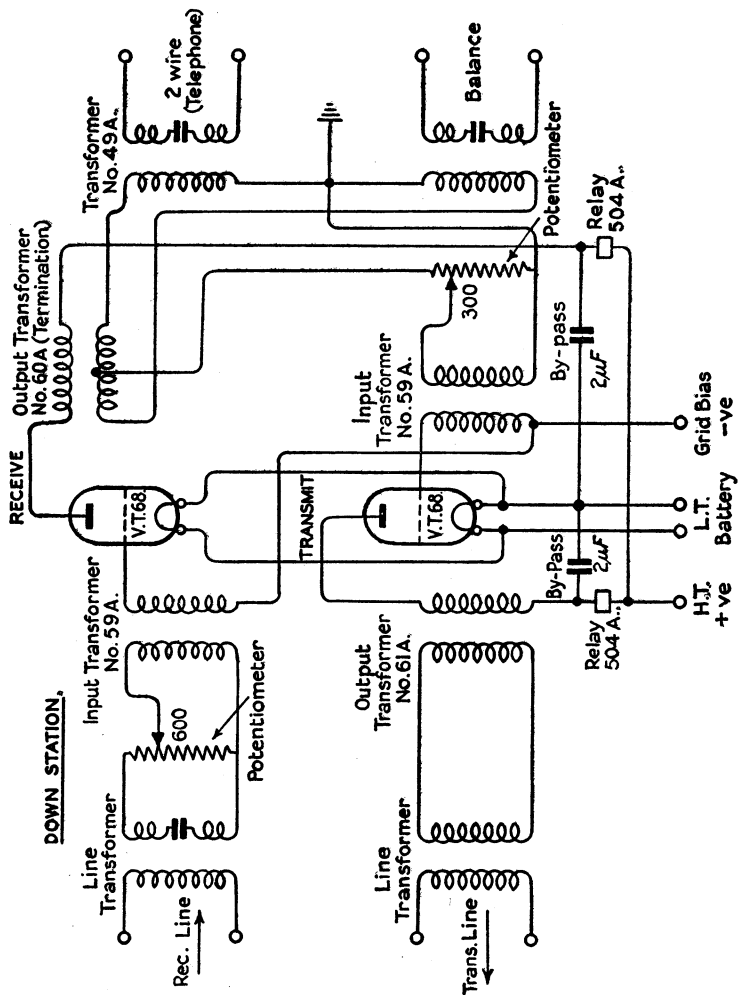 DOWN STATION.
RECEIVE
Output Transformer
No. 60A (Termination)
Transformer
No. 49A.
2 wire
(Telephone)
Line
Transformer
Rec. Line
600
Potentiometer
Input Transformer
No. 59A.
V.T.68.
TRANSMIT
Input
Transformer
No. 59A.
300
Potentiometer
Balance
Line
Transformer
Trans. Line
Output
Transformer
No. 61A.
V.T.68.
By-Pass
2µF
By-pass
2µF
Relay
504 A.
Relay
504 A.
H.T.
+ve
L.T.
Battery
Grid Bias
-ve